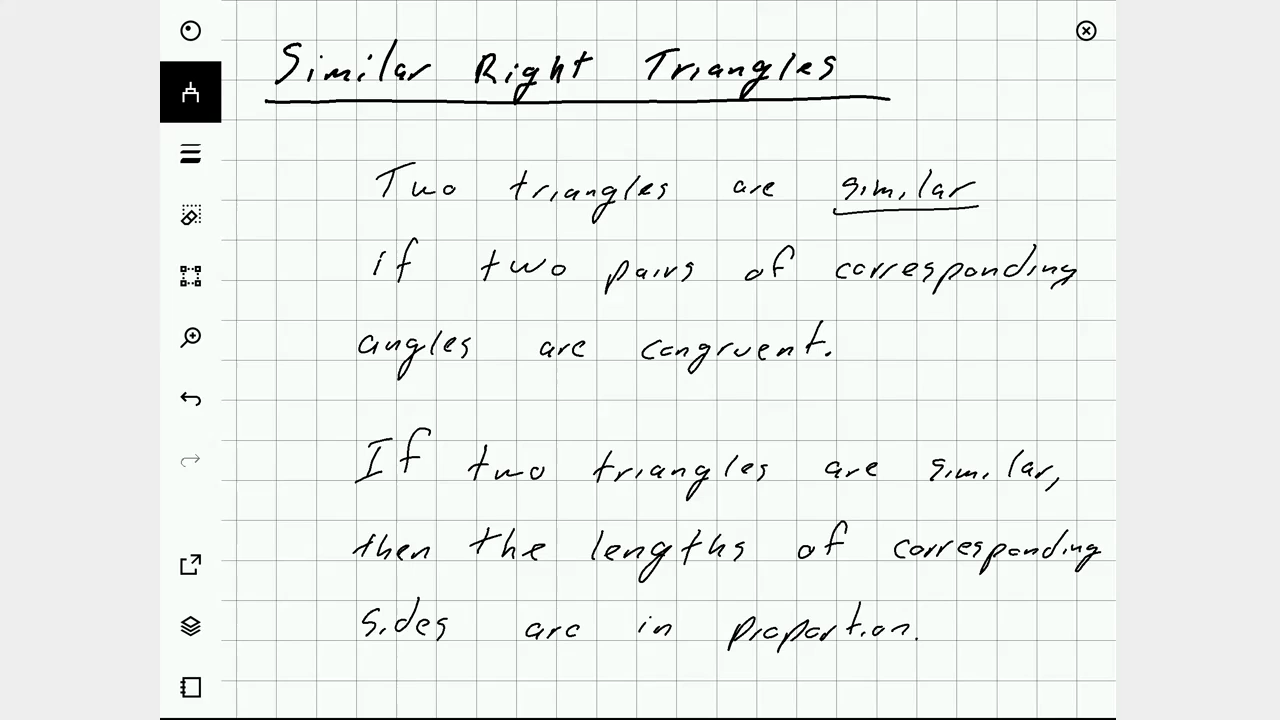 Similar Right Triangles
Two triangles are similar
if two pairs of corresponding
angles are congruent.
If two triangles are similar,
then the lengths of corresponding
sides are in proportion.